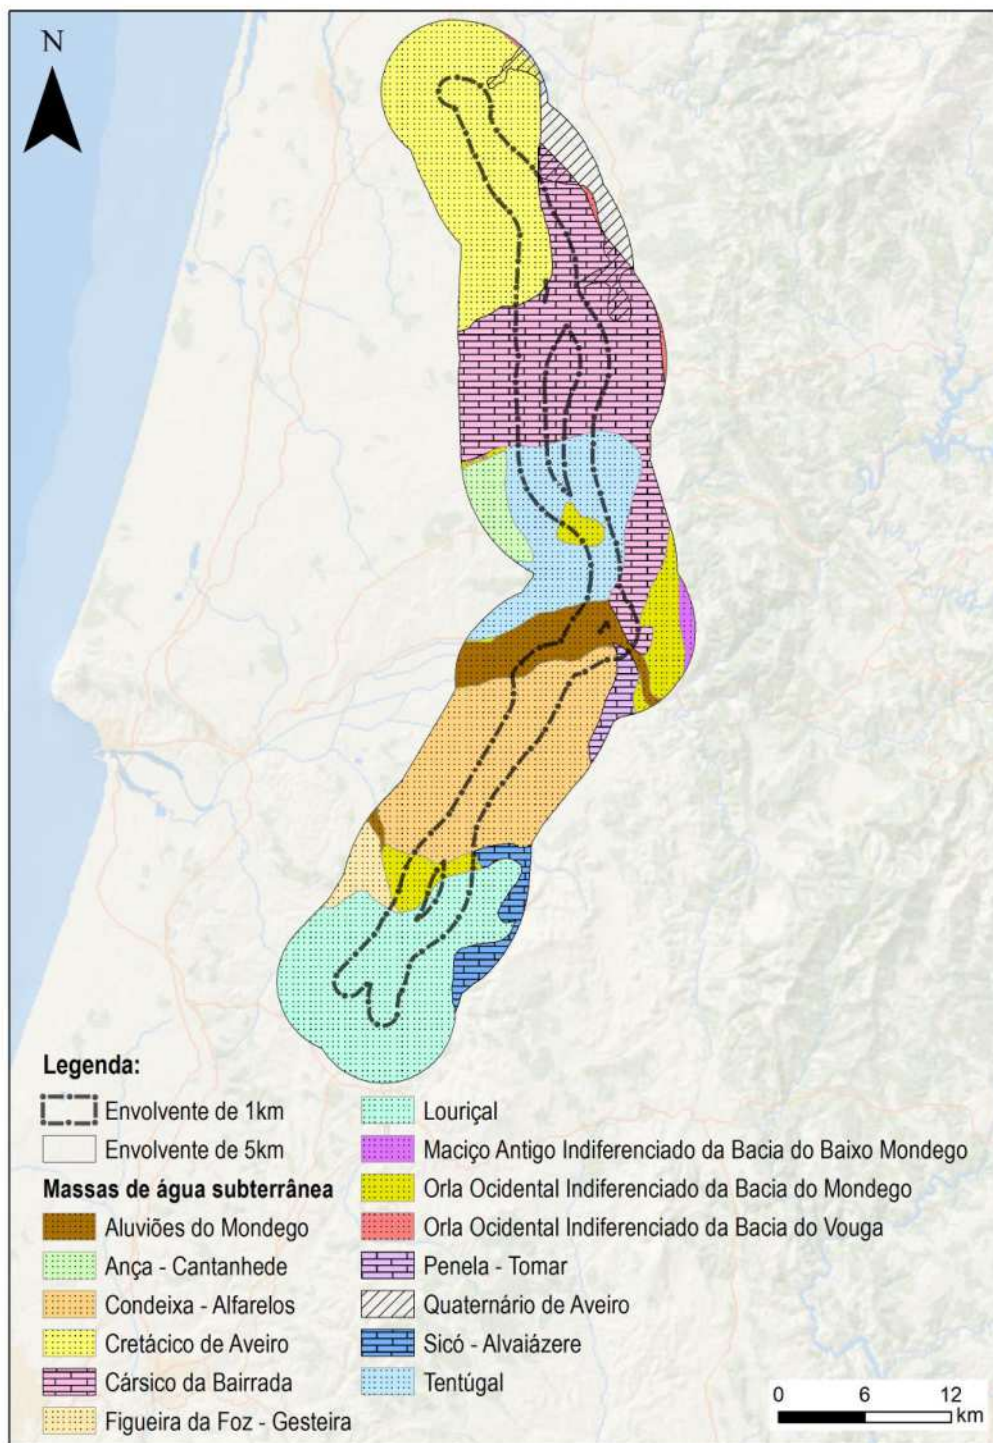 N
Legenda:
Envolvente de 1km
Envolvente de 5km
Massas de água subterrânea
Aluviões do Mondego
Ançã - Cantanhede
Condeixa - Alfarelos
Cretácico de Aveiro
Cársico da Bairrada
Figueira da Foz - Gesteira
Louriçal
Maciço Antigo Indiferenciado da Bacia do Baixo Mondego
Orla Ocidental Indiferenciado da Bacia do Mondego
Orla Ocidental Indiferenciado da Bacia do Vouga
Penela - Tomar
Quaternário de Aveiro
Sicó - Alvaiázere
Tentúgal
0 6 12
km